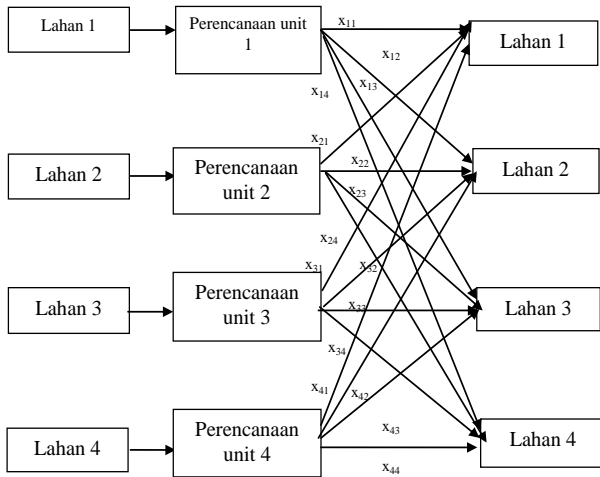 Lahan 1
Perencanaan unit
1
x11
Lahan 1
x12
x13
x14
x21
Lahan 2
Perencanaan
unit 2
x22
Lahan 2
x23
x24
x31
x32
Lahan 3
Perencanaan
unit 3
x33
Lahan 3
x34
x41
x42
Lahan 4
Perencanaan
unit 4
x43
Lahan 4
x44